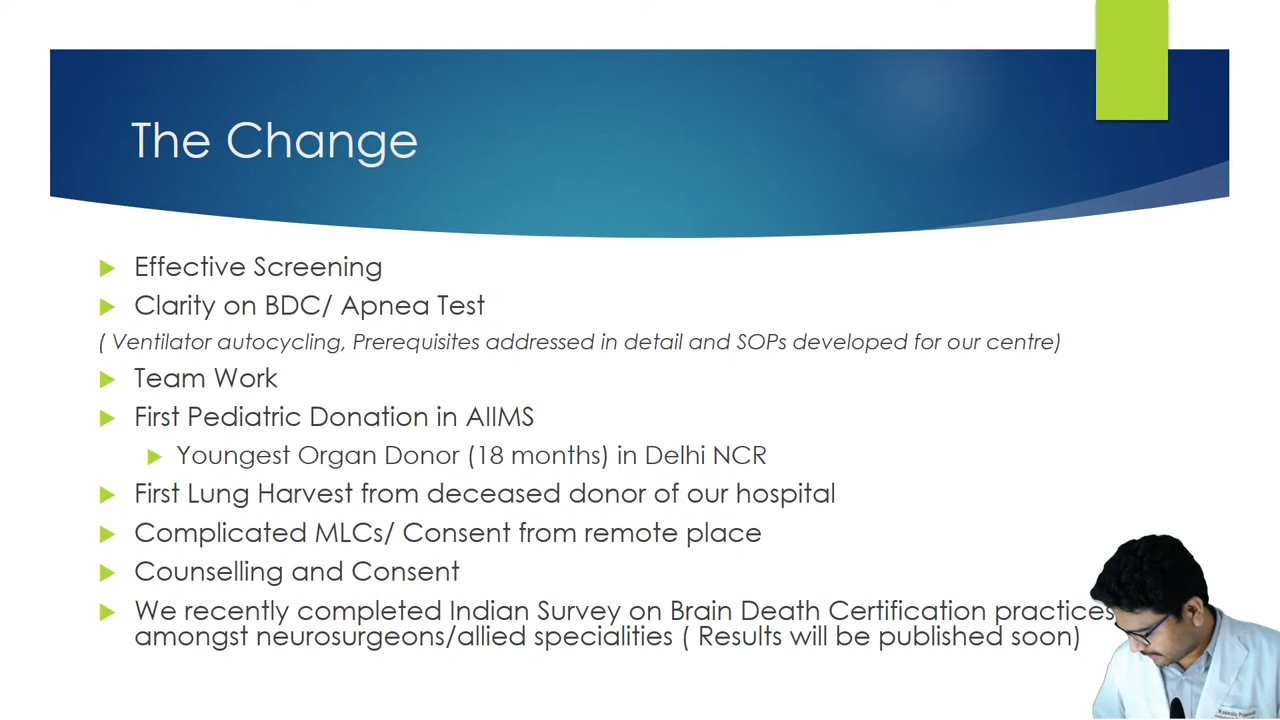 The Change
Effective Screening
Clarity on BDC/ Apnea Test
( Ventilator autocycling, Prerequisites addressed in detail and SOPs developed for our centre)
Team Work
First Pediatric Donation in AIIMS
Youngest Organ Donor (18 months) in Delhi NCR
First Lung Harvest from deceased donor of our hospital
Complicated MLCs/ Consent from remote place
Counselling and Consent
We recently completed Indian Survey on Brain Death Certification practices
amongst neurosurgeons/allied specialities ( Results will be published soon)